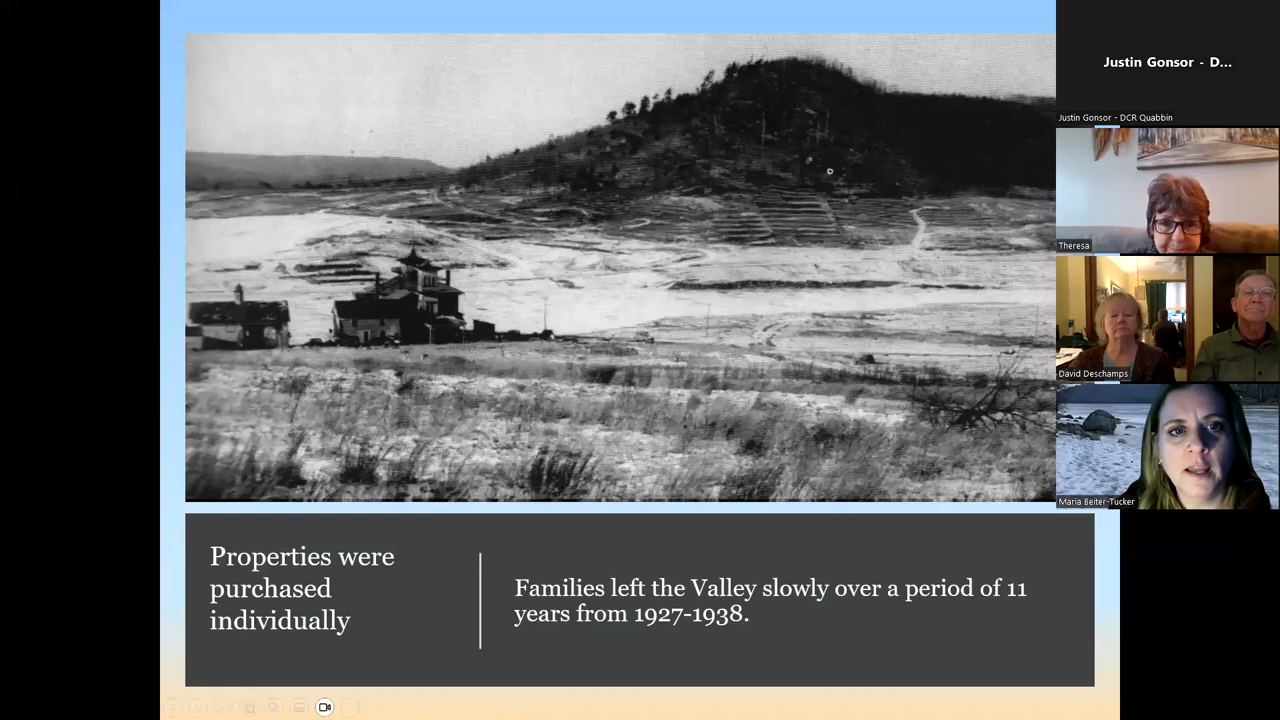 Justin Gonsor - D...
Justin Gonsor - DCR Quabbin
Theresa
David Deschamps
Maria Beiter-Tucker
Properties were
purchased
individually
Families left the Valley slowly over a period of 11
years from 1927-1938.